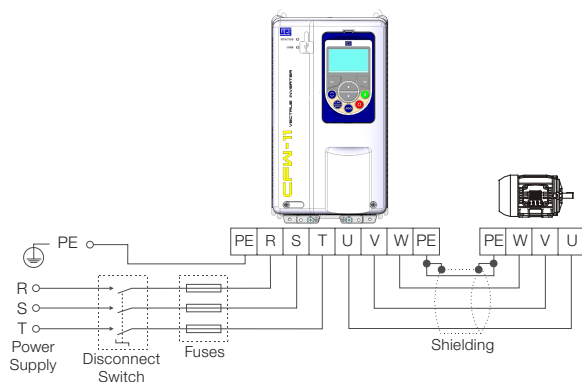 CFW-11 VECTRUE INVERTER
PE R S T U V W PE
PE W V U
PE
R
S
T
Power
Supply
Disconnect
Switch
Fuses
Shielding